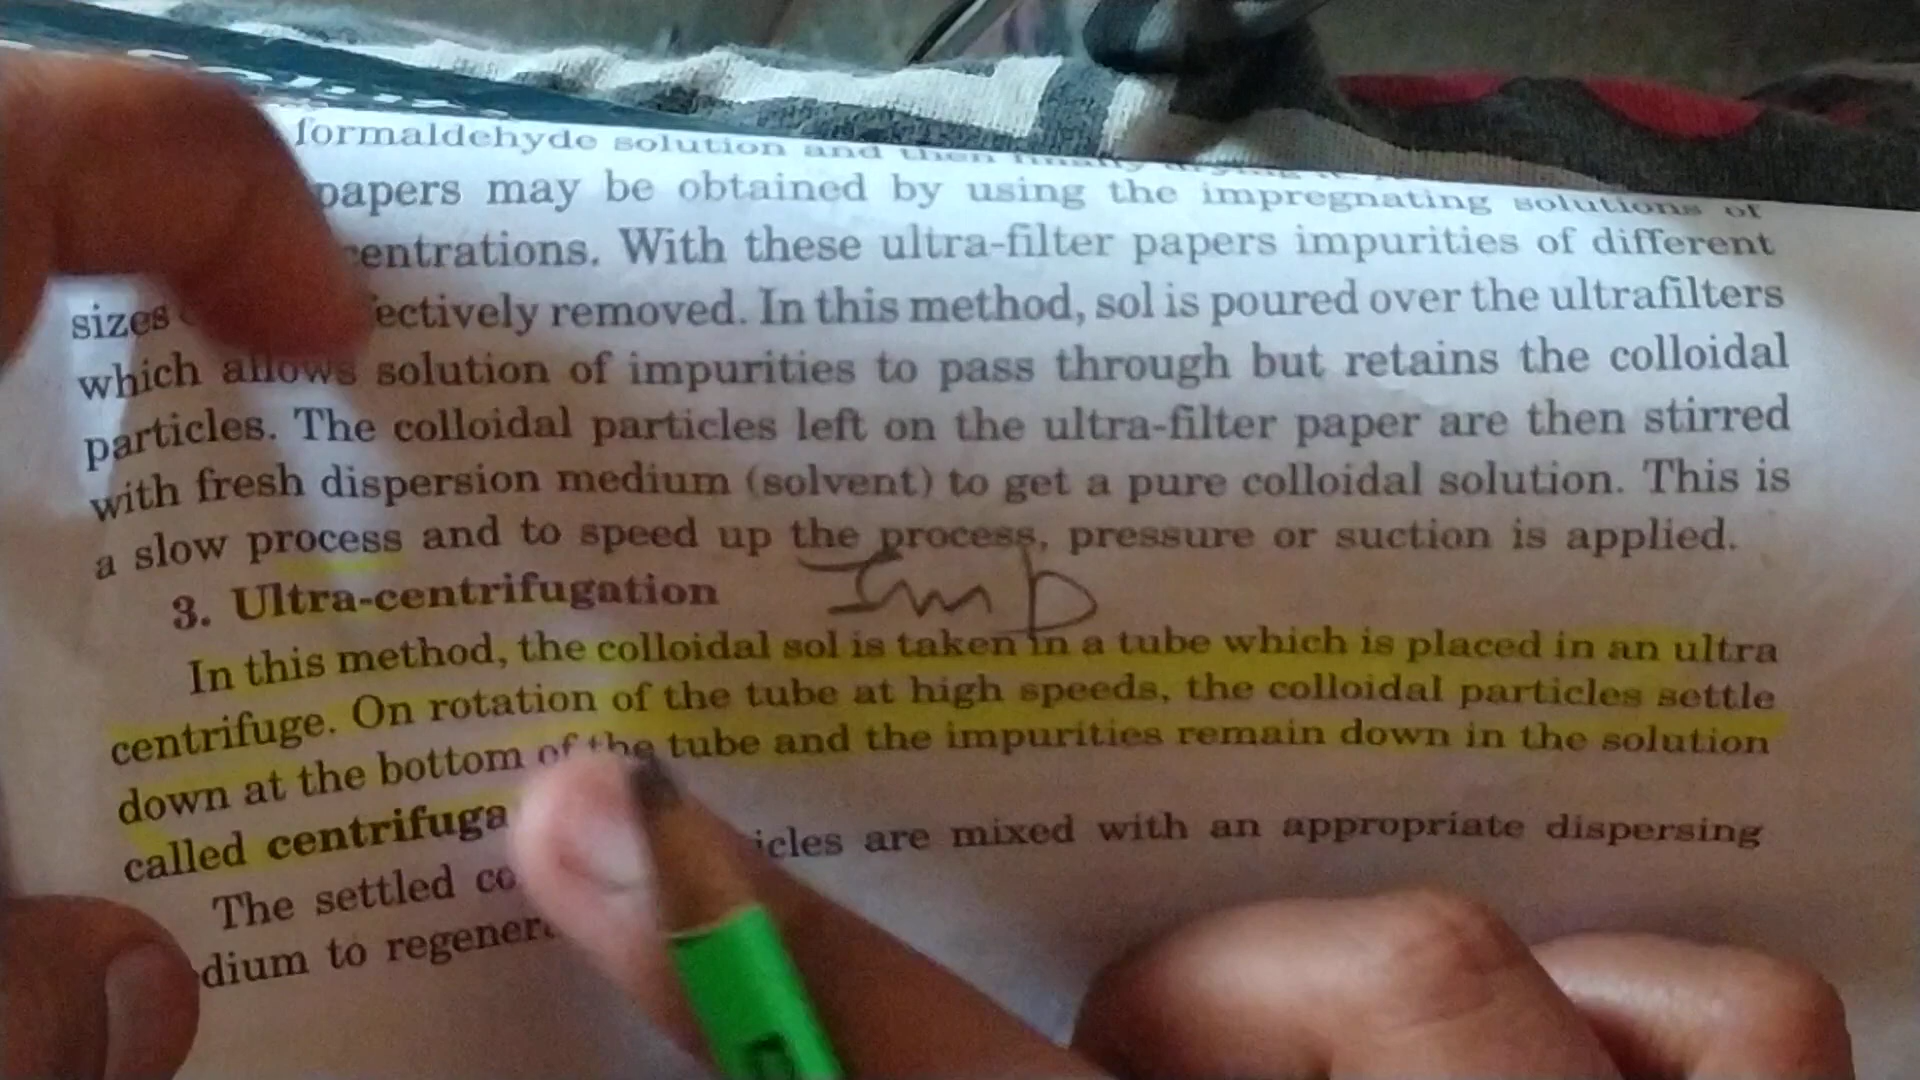 formaldehyde solution and then finally
papers may be obtained by using the impregnating solutions of
entrations. With these ultra-filter papers impurities of different
sizes ectively removed. In this method, sol is poured over the ultrafilters
which allows solution of impurities to pass through but retains the colloidal
particles. The colloidal particles left on the ultra-filter paper are then stirred
with fresh dispersion medium (solvent) to get a pure colloidal solution. This is
a slow process and to speed up the process, pressure or suction is applied.
Imp
3. Ultra-centrifugation
In this method, the colloidal sol is taken in a tube which is placed in an ultra
centrifuge. On rotation of the tube at high speeds, the colloidal particles settle
down at the bottom of the tube and the impurities remain down in the solution
called centrifuga
The settled co icles are mixed with an appropriate dispersing
dium to regener